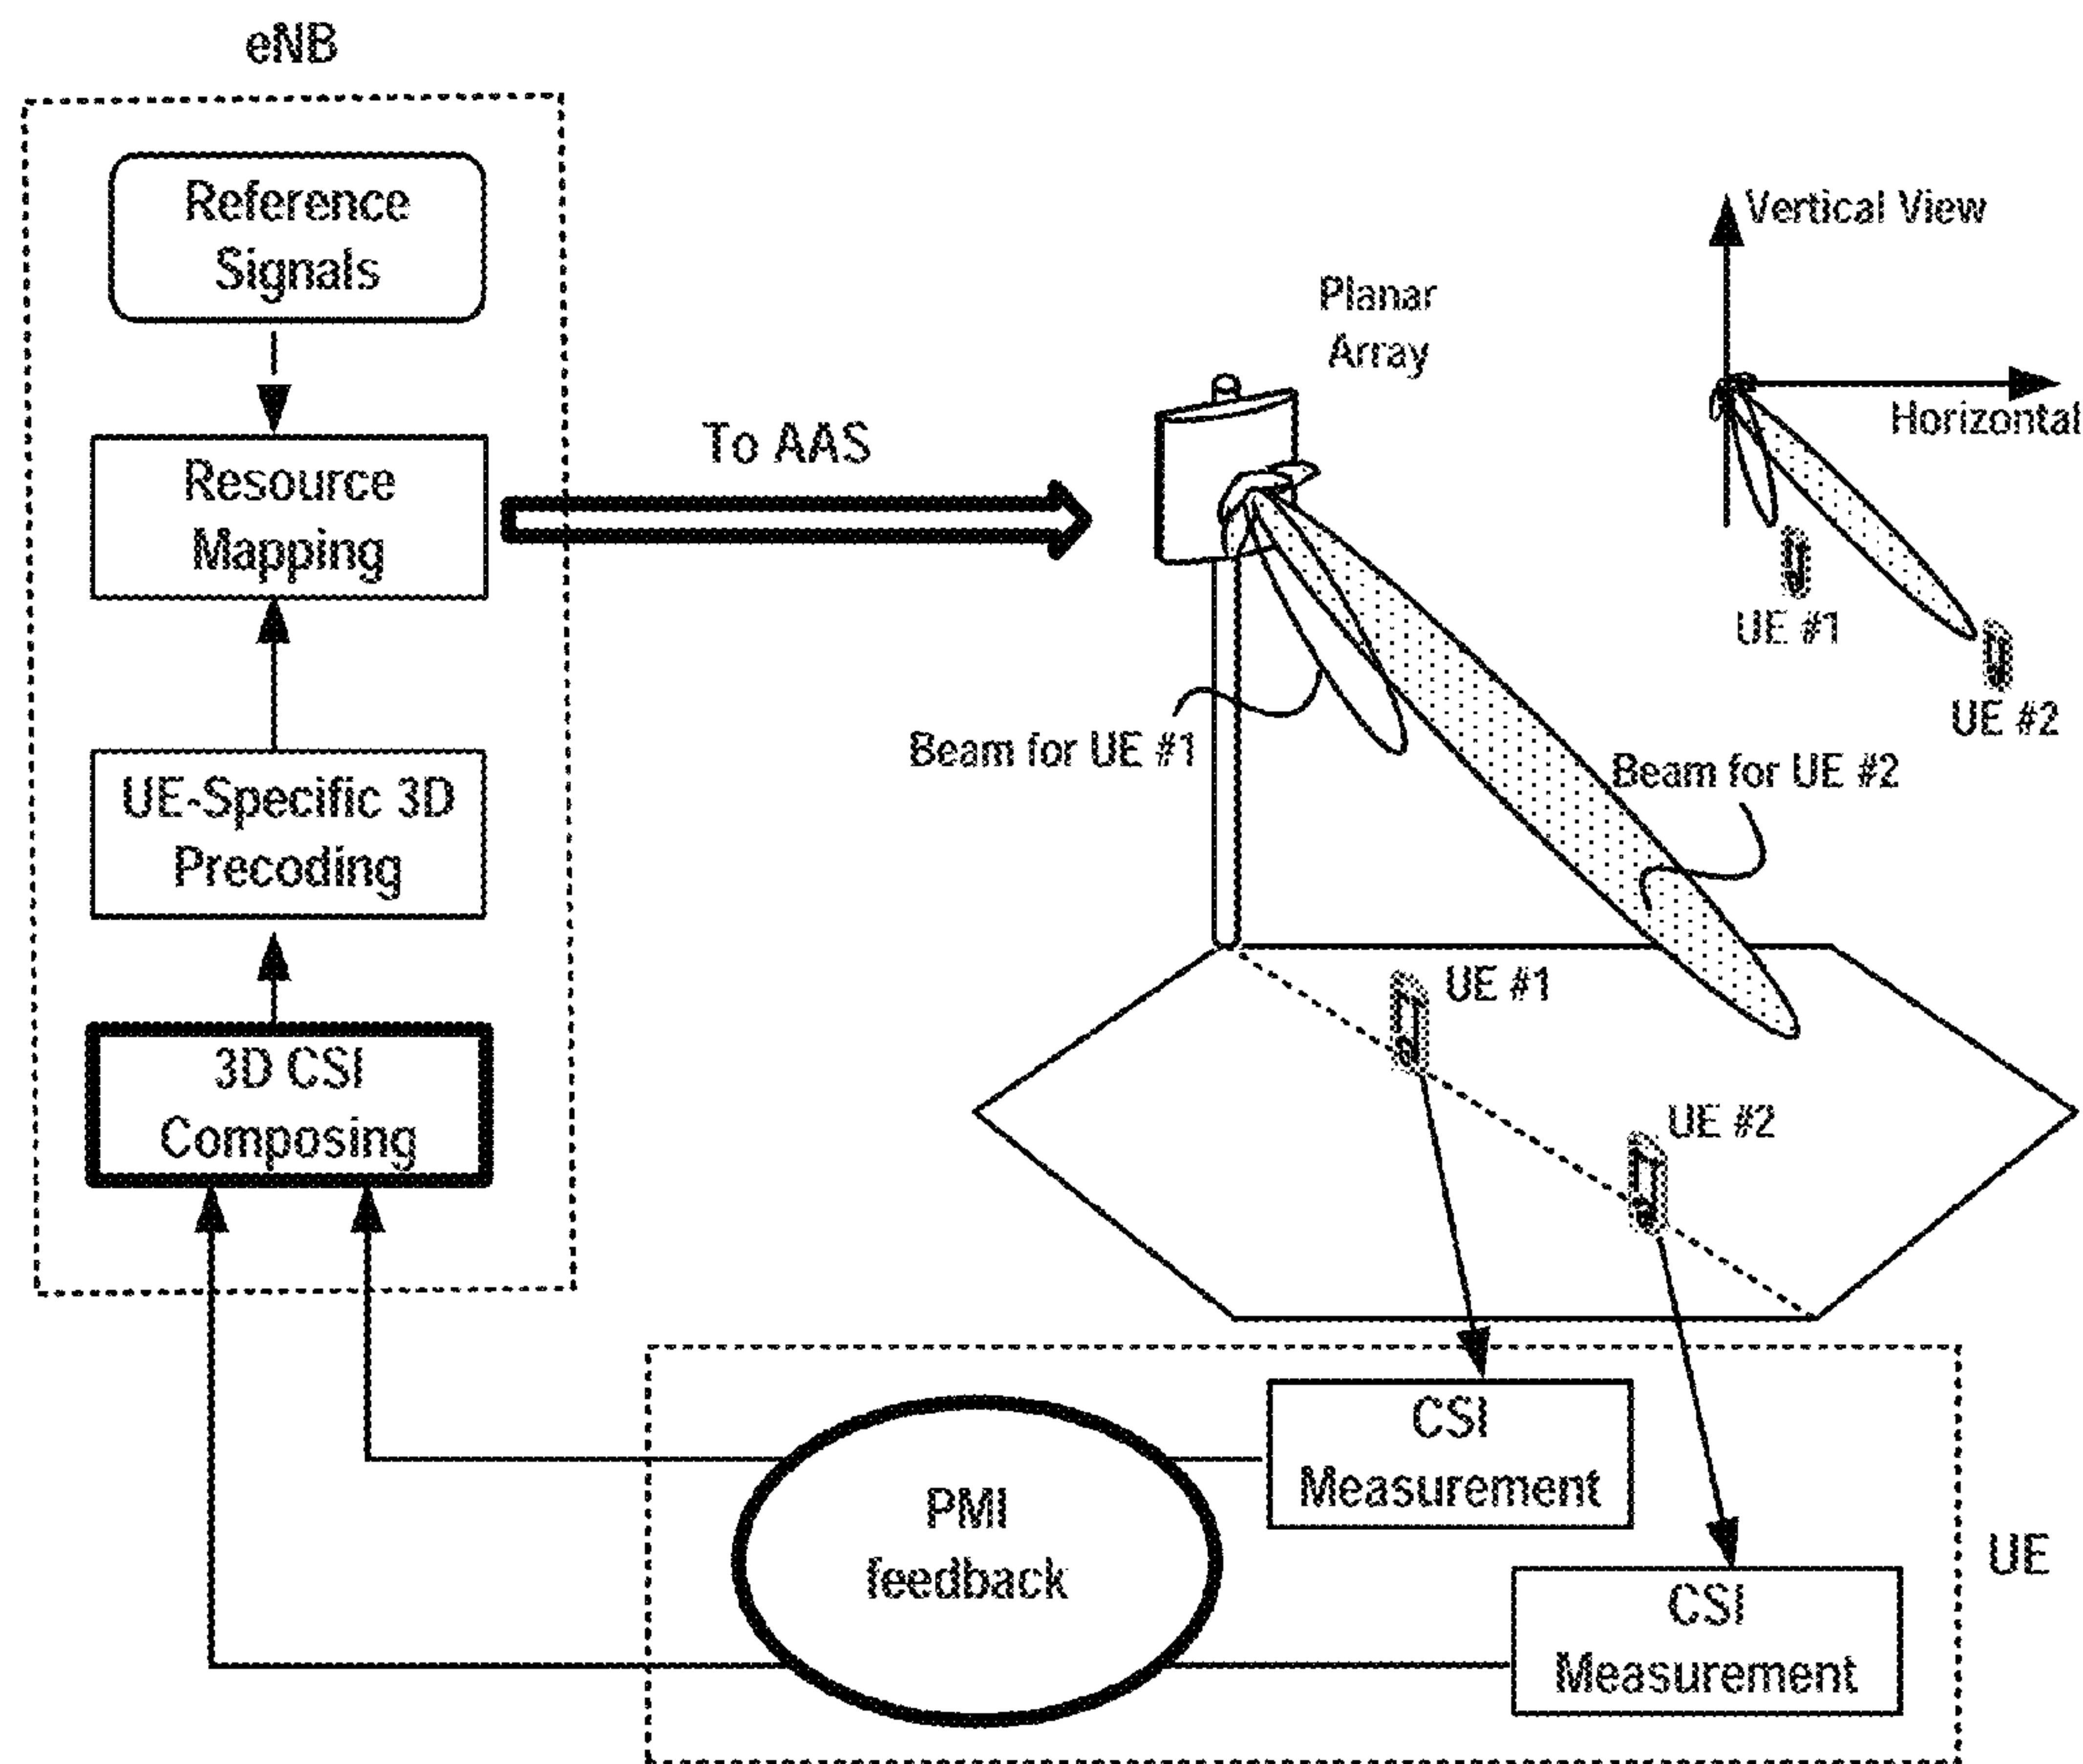 eNB
Reference
Signals
Resource
Mapping
UE-Specific 3D
Precoding
3D CSI
Composing
To AAS
Planar
Array
Vertical View
Horizontal
UE #1
UE #2
Beam for UE #1
Beam for UE #2
UE #1
UE #2
CSI
Measurement
PMI
feedback
CSI
Measurement
UE